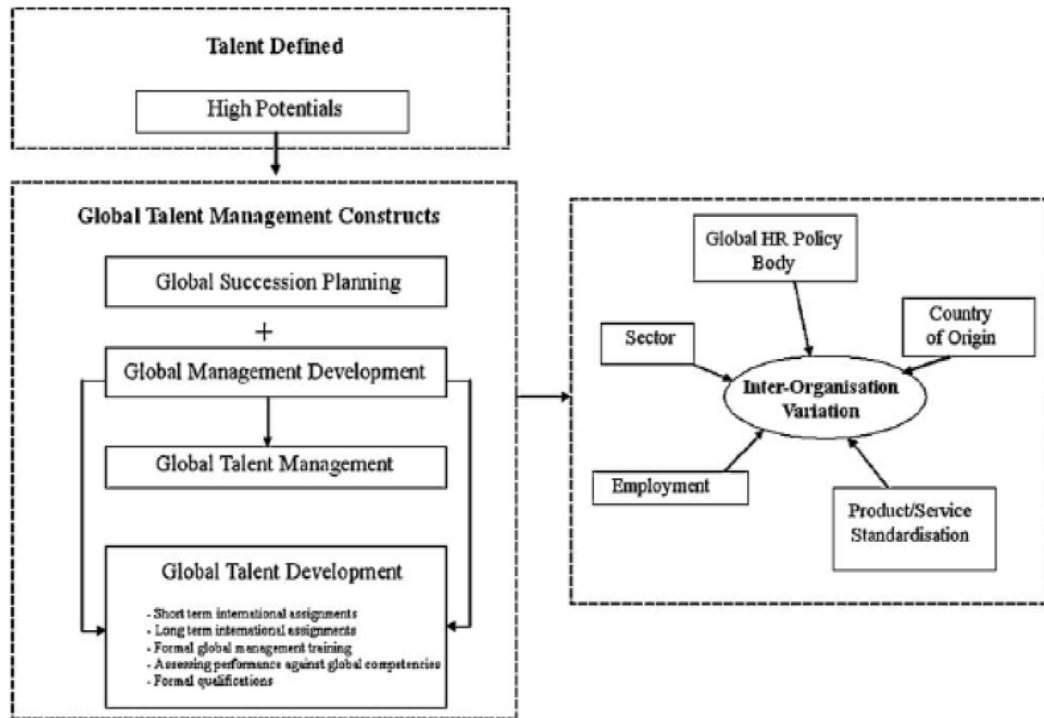 Talent Defined
High Potentials
Global Talent Management Constructs
Global Succession Planning
+
Global Management Development
Global Talent Management
Global Talent Development
- Short term international assignments
- Long term international assignments
- Formal global management training
- Assessing performance against global competencies
- Formal qualifications
Global HR Policy
Body
Sector
Country
of Origin
Inter-Organisation
Variation
Employment
Product/Service
Standardisation